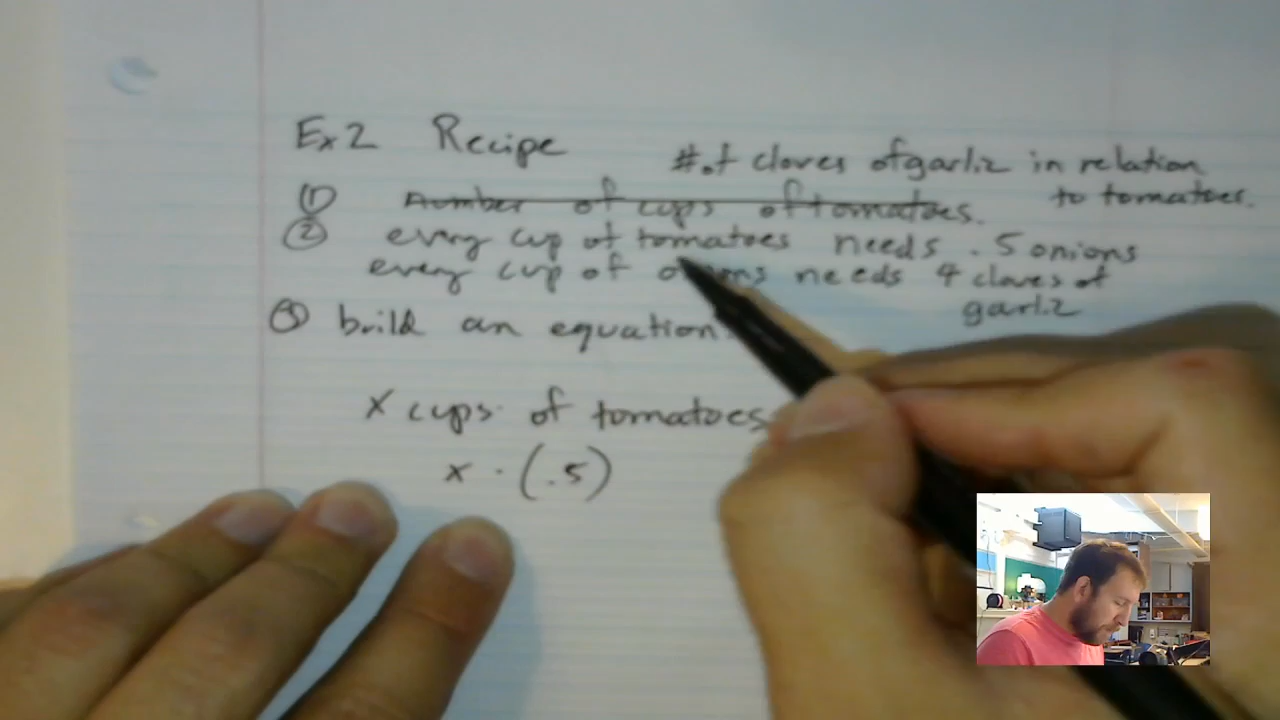 Ex 2 Recipe
#of cloves of garlic in relation
to tomatoes.
① Number of cups of tomatoes.
② every cup of tomatoes needs .5 onions
every cup of onions needs 4 cloves of
garlic
③ build an equation
x cups of tomatoes
x · (.5)